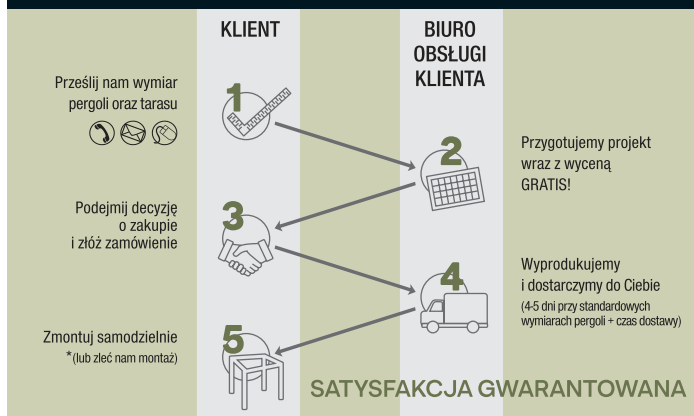 KLIENT
BIURO
OBSŁUGI
KLIENTA
Prześlij nam wymiar
pergoli oraz tarasu
1
2
Przygotujemy projekt
wraz z wyceną
GRATIS!
Podejmij decyzję
o zakupie
i złóż zamówienie
3
4
Wyprodukujemy
i dostarczymy do Ciebie
(4-5 dni przy standardowych
wymiarach pergoli + czas dostawy)
Zmontuj samodzielnie
*(lub zleć nam montaż)
5
SATYSFAKCJA GWARANTOWANA